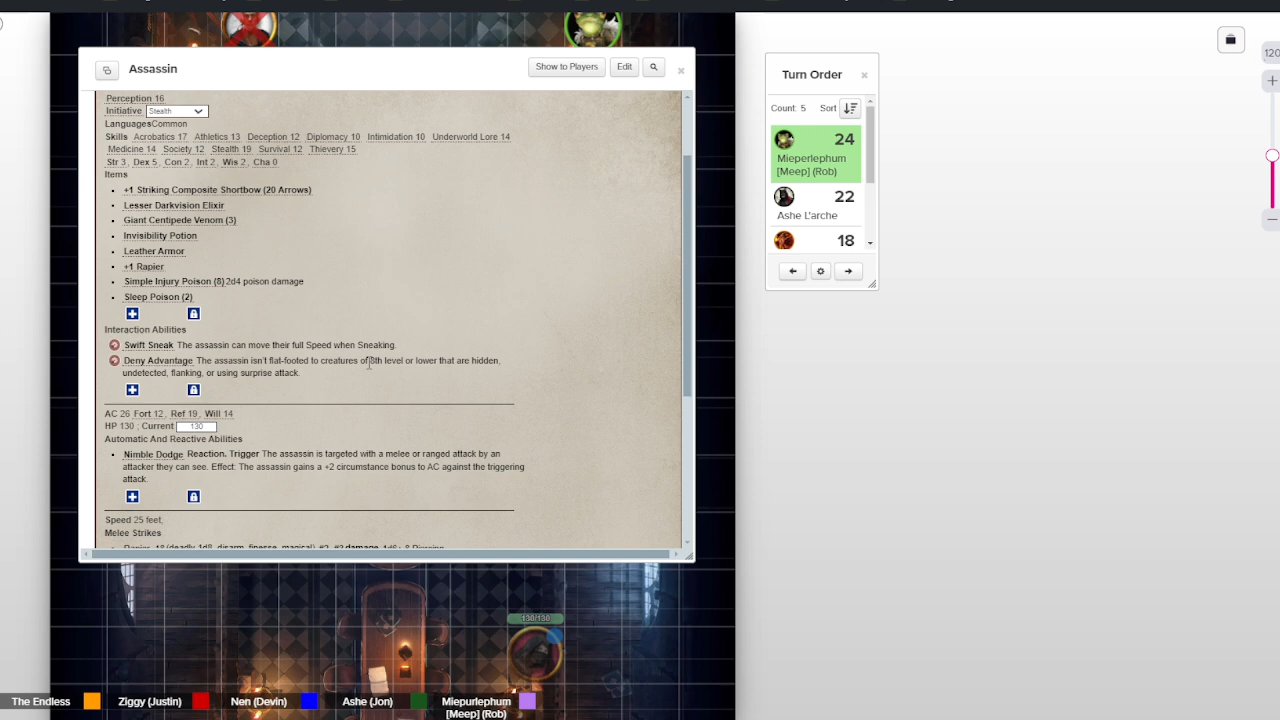 Assassin
Show to Players
Edit
Perception 16
Initiative Stealth
LanguagesCommon
Skills Acrobatics 17 Athletics 13 Deception 12 Diplomacy 10 Intimidation 10 Underworld Lore 14
Medicine 14 Society 12 Stealth 19 Survival 12 Thievery 15
Str 3, Dex 5, Con 2, Int 2, Wis 2, Cha 0
Items
+1 Striking Composite Shortbow (20 Arrows)
Lesser Darkvision Elixir
Giant Centipede Venom (3)
Invisibility Potion
Leather Armor
+1 Rapier
Simple Injury Poison (8) 2d4 poison damage
Sleep Poison (2)
Interaction Abilities
Swift Sneak The assassin can move their full Speed when Sneaking.
Deny Advantage The assassin isn't flat-footed to creatures of 8th level or lower that are hidden,
undetected, flanking, or using surprise attack.
AC 26 Fort 12, Ref 19, Will 14
HP 130 ; Current 130
Automatic And Reactive Abilities
Nimble Dodge Reaction. Trigger The assassin is targeted with a melee or ranged attack by an
attacker they can see. Effect: The assassin gains a +2 circumstance bonus to AC against the triggering
attack.
Speed 25 feet,
Melee Strikes
Turn Order
Count: 5 Sort
24
Mieperlephum
[Meep] (Rob)
22
Ashe L'arche
18
120
130/130
The Endless
Ziggy (Justin)
Nen (Devin)
Ashe (Jon)
Miepurlephum
[Meep] (Rob)